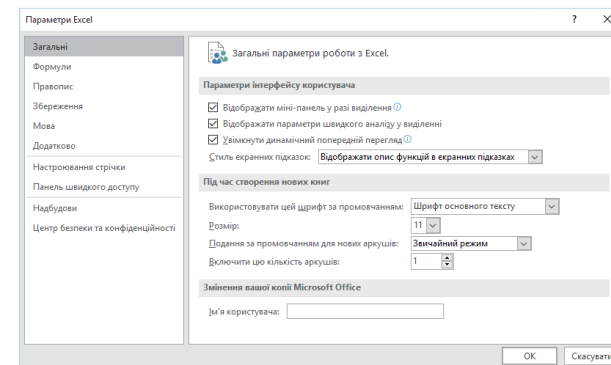 Параметри Excel
?
Загальні
Формули
Правопис
Збереження
Мова
Додатково
Настроювання стрічки
Панель швидкого доступу
Надбудови
Центр безпеки та конфіденційності
Загальні параметри роботи з Excel.
Параметри інтерфейсу користувача
Відображати міні-панель у разі виділення
Відображати параметри швидкого аналізу у виділенні
Увімкнути динамічний попередній перегляд
Стиль екранних підказок: Відображати опис функцій в екранних підказках
Під час створення нових книг
Використовувати цей шрифт за промовчанням: Шрифт основного тексту
Розмір: 11
Подання за промовчанням для нових аркушів: Звичайний режим
Включити цю кількість аркушів: 1
Змінення вашої копії Microsoft Office
Ім'я користувача:
ОК Скасувати